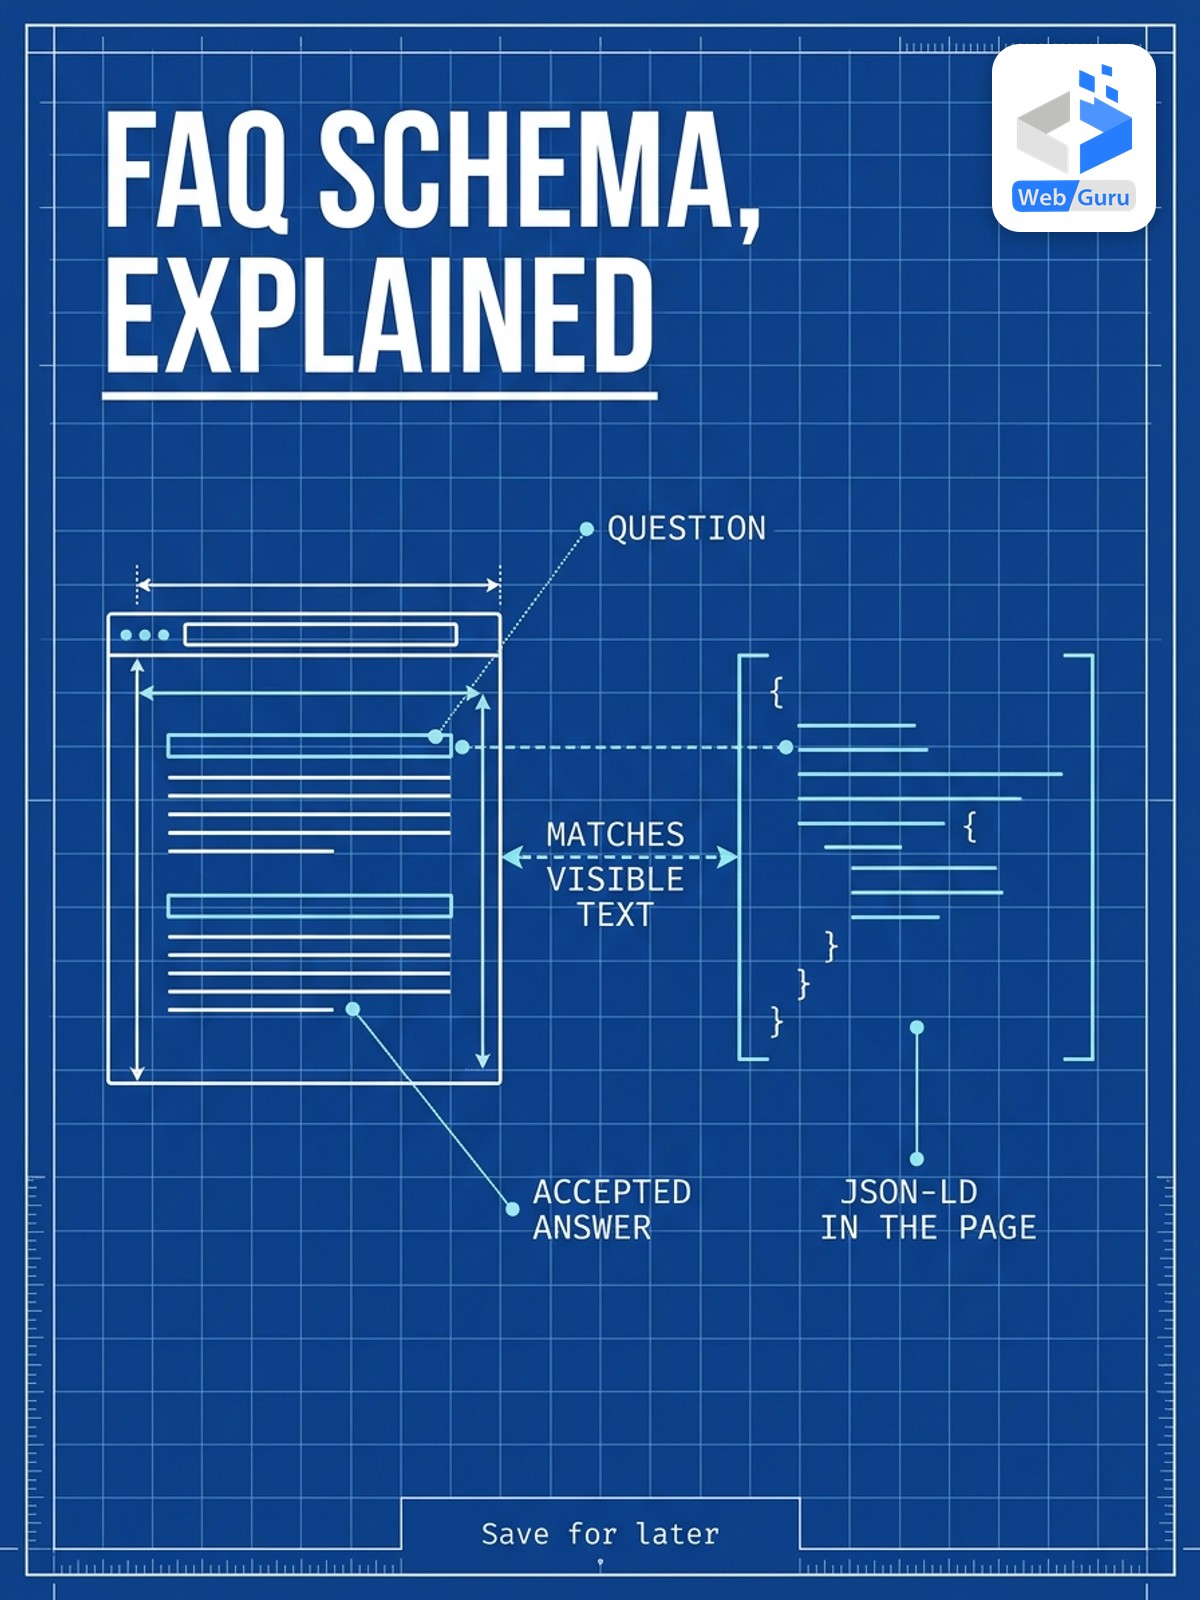 FAQ SCHEMA,
EXPLAINED
Web/Guru
QUESTION
{
{
MATCHES
VISIBLE
TEXT
}
}
}
ACCEPTED
ANSWER
JSON-LD
IN THE PAGE
Save for later